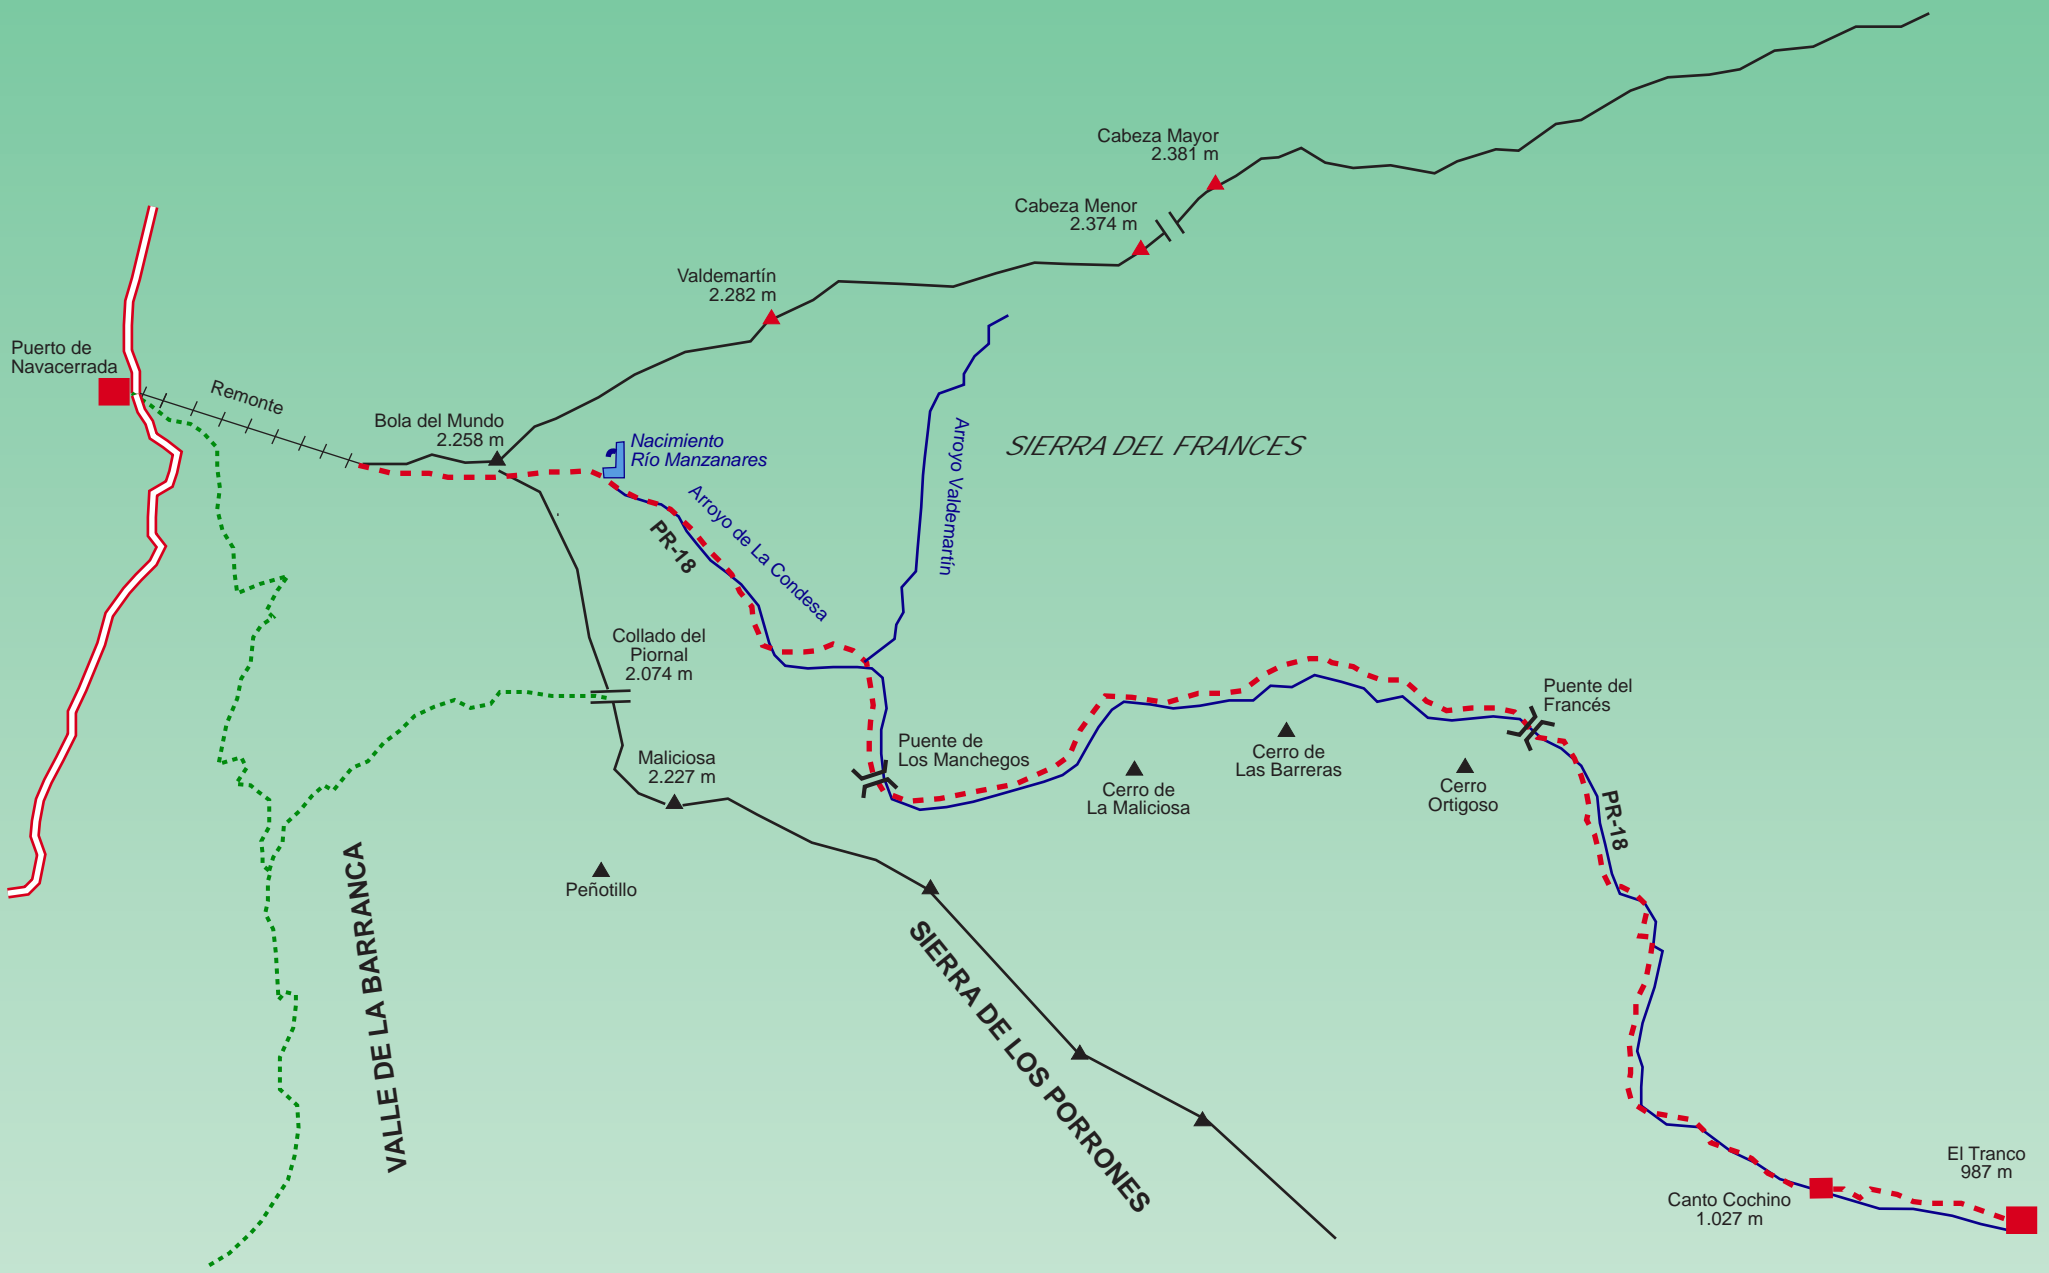 Cabeza Mayor
2.381 m
Cabeza Menor
2.374 m
Valdemartín
2.282 m
Puerto de
Navacerrada
Remonte
Bola del Mundo
2.258 m
Nacimiento
Río Manzanares
Arroyo Valdemartín
SIERRA DEL FRANCES
Arroyo de La Condesa
PR-18
Collado del
Piornal
2.074 m
Puente del
Francés
Puente de
Los Manchegos
Maliciosa
2.227 m
Cerro de
Las Barreras
Cerro de
La Maliciosa
Cerro
Ortigoso
PR-18
Peñotillo
VALLE DE LA BARRANCA
SIERRA DE LOS PORRONES
El Tranco
987 m
Canto Cochino
1.027 m